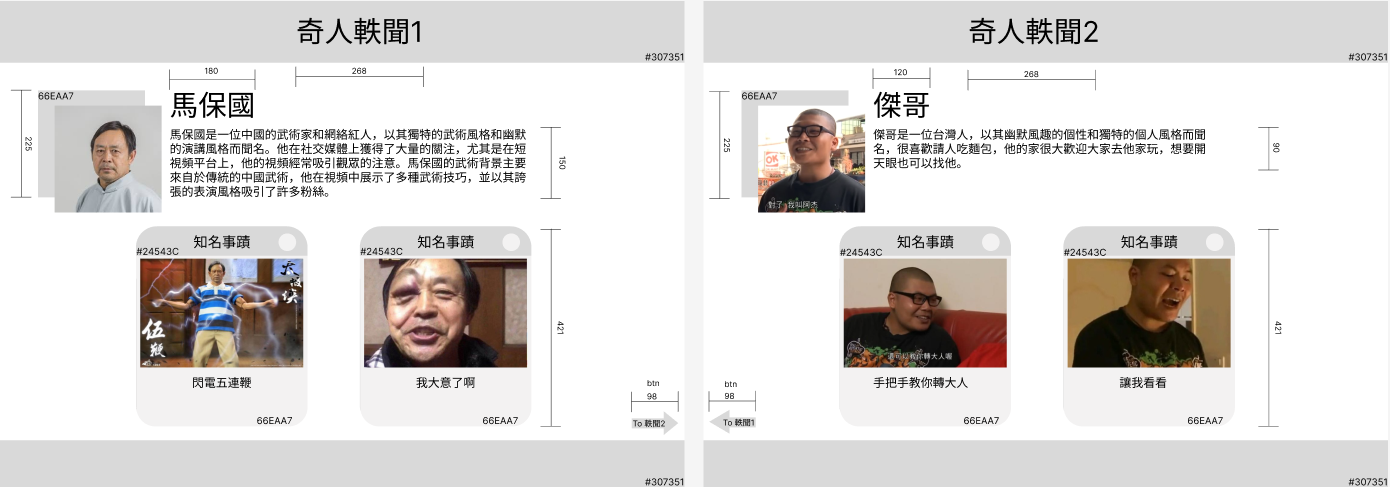 奇人軼聞1
#307351
180
268
66EAA7
225
馬保國
馬保國是一位中國的武術家和網絡紅人，以其獨特的武術風格和幽默
的演講風格而聞名。他在社交媒體上獲得了大量的關注，尤其是在短
視頻平台上，他的視頻經常吸引觀眾的注意。馬保國的武術背景主要
來自於傳統的中國武術，他在視頻中展示了多種武術技巧，並以其誇
張的表演風格吸引了許多粉絲。
150
知名事蹟
#24543C
伍
鞭
閃電五連鞭
66EAA7
知名事蹟
#24543C
我大意了啊
66EAA7
421
btn
98
To 軼聞2
#307351
奇人軼聞2
#307351
120
268
66EAA7
225
OK
對了 我叫阿杰
傑哥
傑哥是一位台灣人，以其幽默風趣的個性和獨特的個人風格而聞
名，很喜歡請人吃麵包，他的家很大歡迎大家去他家玩，想要開
天眼也可以找他。
90
知名事蹟
#24543C
還可以教你轉大人喔
手把手教你轉大人
66EAA7
知名事蹟
#24543C
讓我看看
66EAA7
421
btn
98
To 軼聞1
#307351